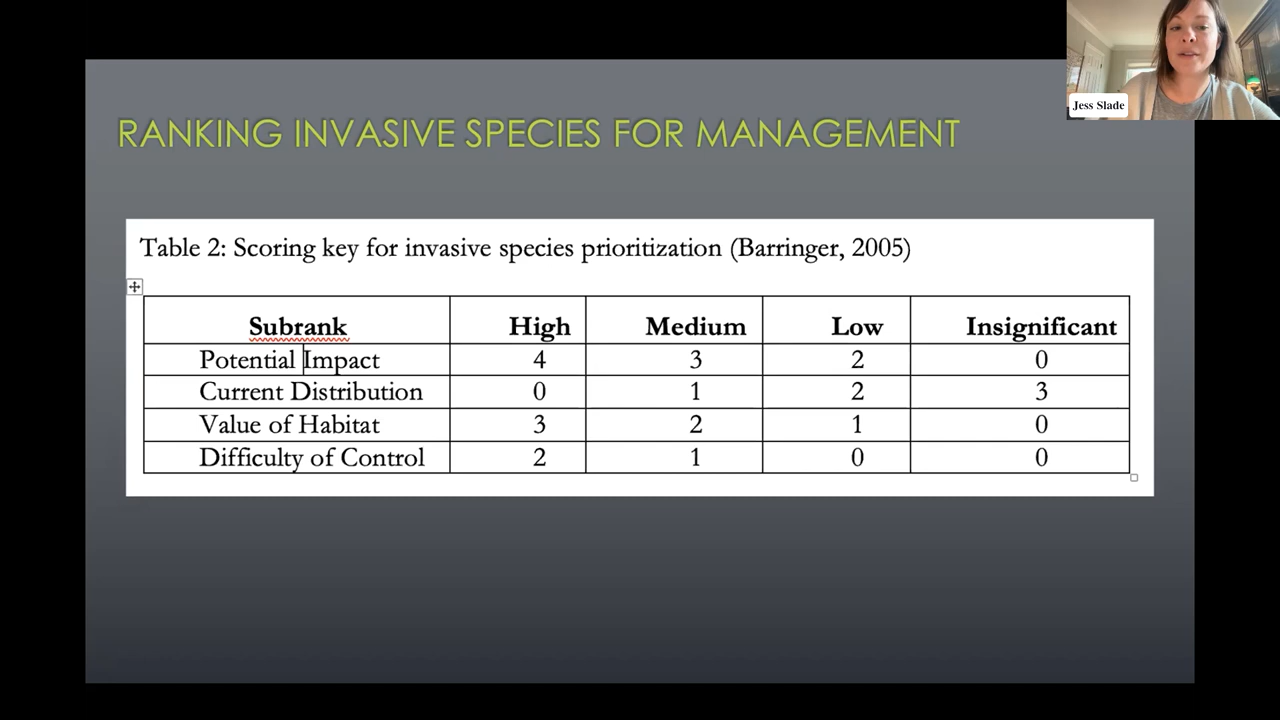 Jess Slade
RANKING INVASIVE SPECIES FOR MANAGEMENT
Table 2: Scoring key for invasive species prioritization (Barringer, 2005)
Subrank High Medium Low Insignificant
Potential Impact 4 3 2 0
Current Distribution 0 1 2 3
Value of Habitat 3 2 1 0
Difficulty of Control 2 1 0 0